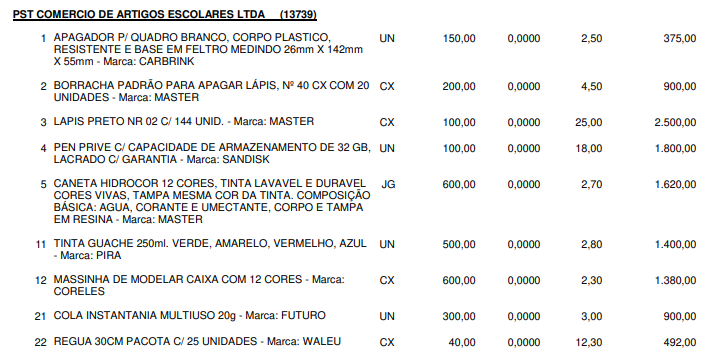 PST COMERCIO DE ARTIGOS ESCOLARES LTDA (13739)
1 APAGADOR P/ QUADRO BRANCO, CORPO PLASTICO, UN 150,00 0,0000 2,50 375,00
RESISTENTE E BASE EM FELTRO MEDINDO 26mm X 142mm
X 55mm - Marca: CARBRINK
2 BORRACHA PADRÃO PARA APAGAR LÁPIS, Nº 40 CX COM 20 CX 200,00 0,0000 4,50 900,00
UNIDADES - Marca: MASTER
3 LAPIS PRETO NR 02 C/ 144 UNID. - Marca: MASTER CX 100,00 0,0000 25,00 2.500,00
4 PEN PRIVE C/ CAPACIDADE DE ARMAZENAMENTO DE 32 GB, UN 100,00 0,0000 18,00 1.800,00
LACRADO C/ GARANTIA - Marca: SANDISK
5 CANETA HIDROCOR 12 CORES, TINTA LAVAVEL E DURAVEL JG 600,00 0,0000 2,70 1.620,00
CORES VIVAS, TAMPA MESMA COR DA TINTA. COMPOSIÇÃO
BÁSICA: AGUA, CORANTE E UMECTANTE, CORPO E TAMPA
EM RESINA - Marca: MASTER
11 TINTA GUACHE 250ml. VERDE, AMARELO, VERMELHO, AZUL UN 500,00 0,0000 2,80 1.400,00
- Marca: PIRA
12 MASSINHA DE MODELAR CAIXA COM 12 CORES - Marca: CX 600,00 0,0000 2,30 1.380,00
CORELES
21 COLA INSTANTANIA MULTIUSO 20g - Marca: FUTURO UN 300,00 0,0000 3,00 900,00
22 REGUA 30CM PACOTA C/ 25 UNIDADES - Marca: WALEU CX 40,00 0,0000 12,30 492,00